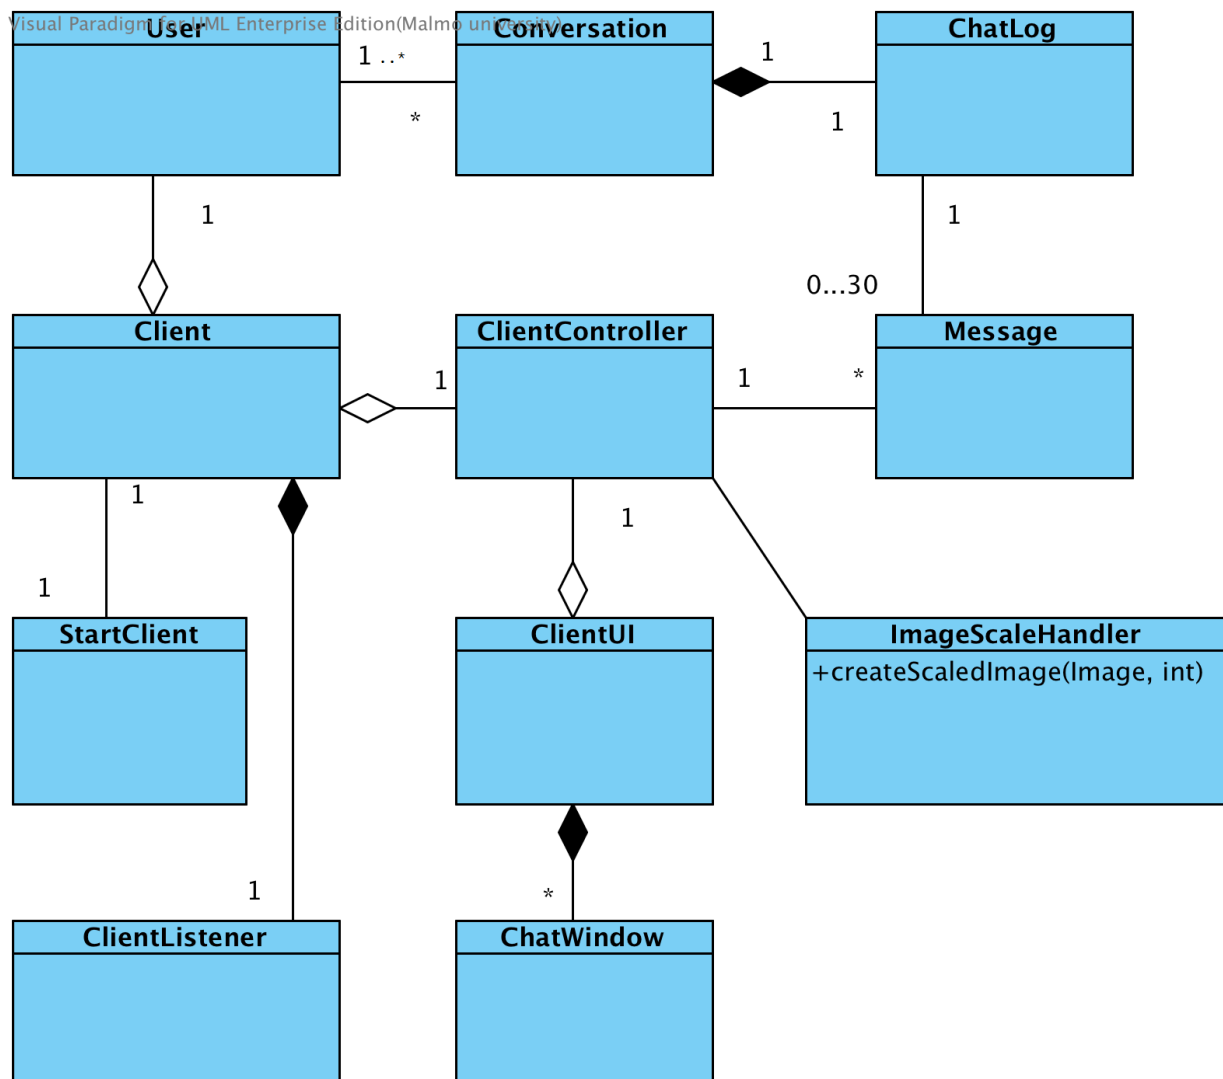 Visual Paradigm for UML Enterprise Edition(Malmo university)
User
Conversation
ChatLog
1 ..*
*
1
1
1
1
0...30
Client
ClientController
Message
1
1
*
1
1
1
StartClient
ClientUI
ImageScaleHandler
+createScaledImage(Image, int)
1
*
ClientListener
ChatWindow